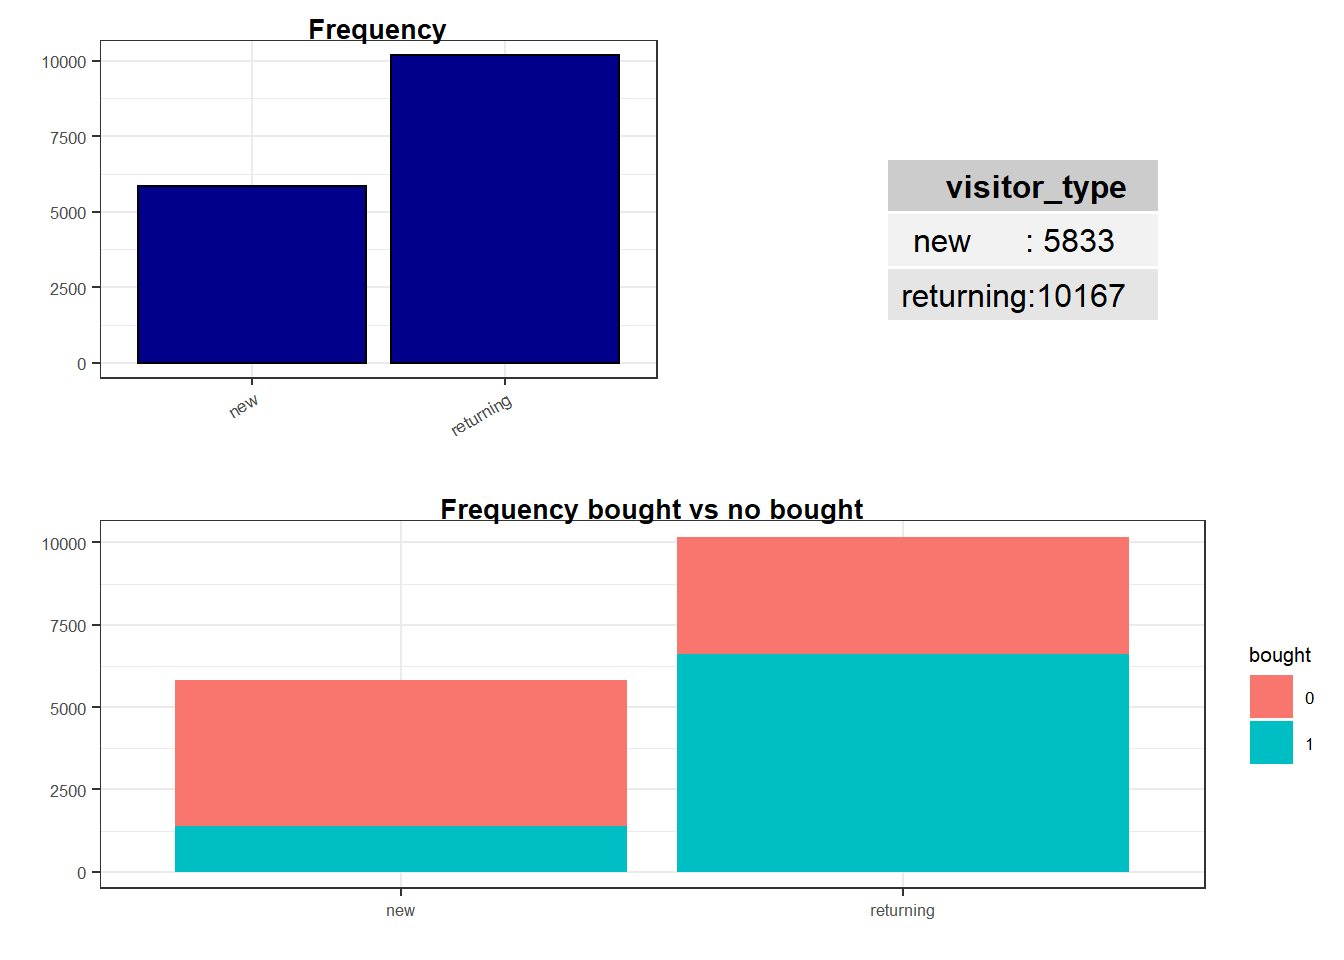 Frequency
10000
7500
5000
2500
0
new
returning
visitor_type
new : 5833
returning:10167
Frequency bought vs no bought
10000
7500
5000
2500
0
new
returning
bought
0
1